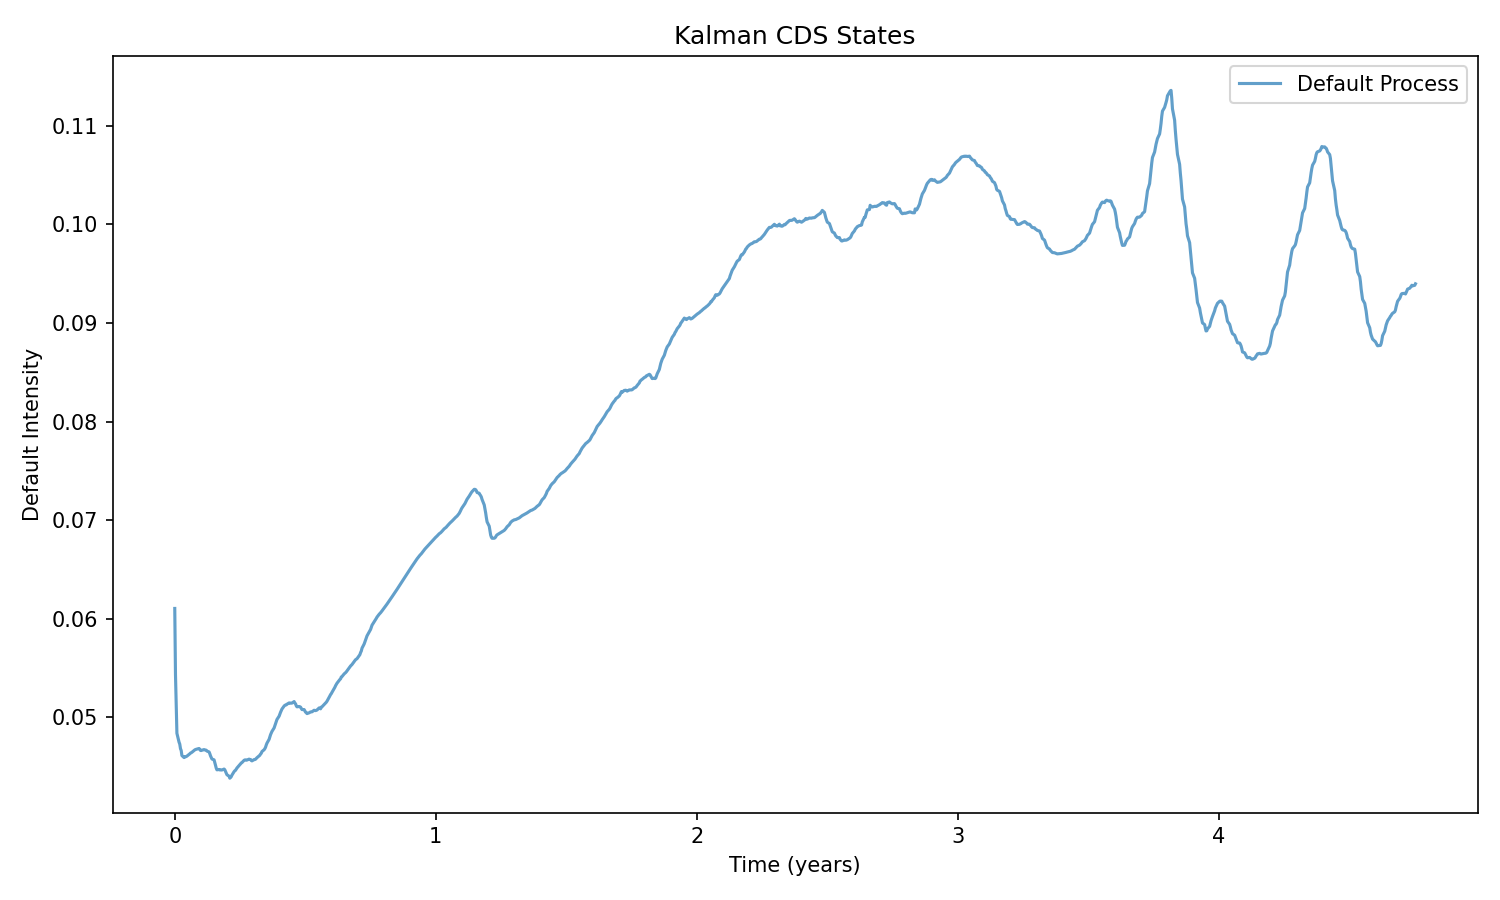 Kalman CDS States
Default Process
Default Intensity
0.11
0.10
0.09
0.08
0.07
0.06
0.05
0 1 2 3 4
Time (years)